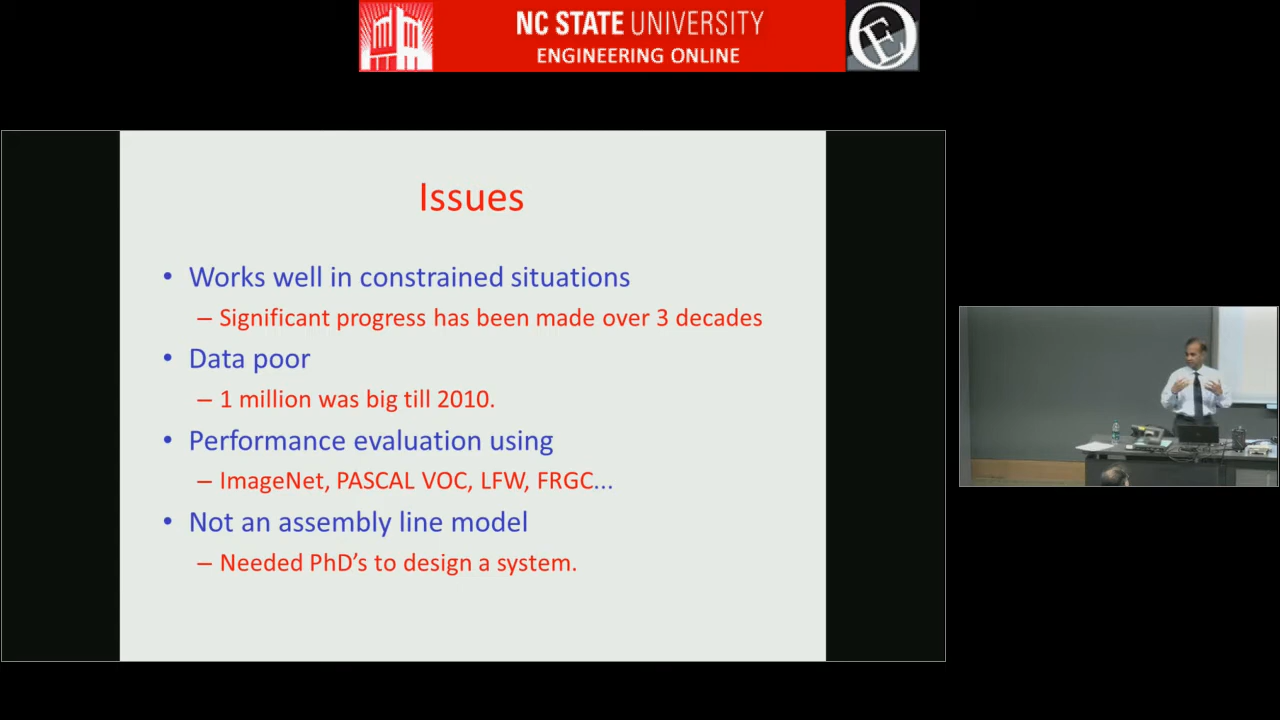 NC STATE UNIVERSITY
ENGINEERING ONLINE
Issues
• Works well in constrained situations
– Significant progress has been made over 3 decades
• Data poor
– 1 million was big till 2010.
• Performance evaluation using
– ImageNet, PASCAL VOC, LFW, FRGC...
• Not an assembly line model
– Needed PhD’s to design a system.